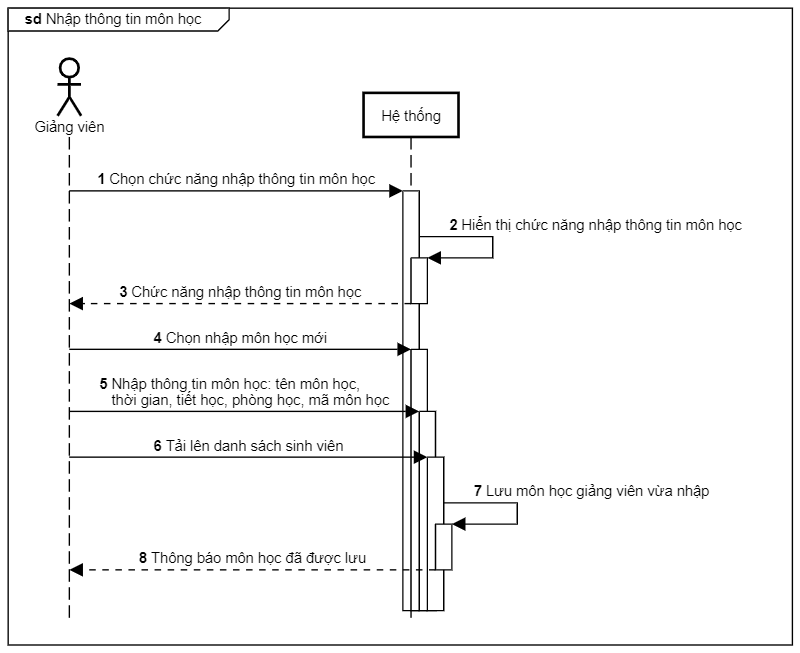 sd Nhập thông tin môn học
Giảng viên
Hệ thống
1 Chọn chức năng nhập thông tin môn học
2 Hiển thị chức năng nhập thông tin môn học
3 Chức năng nhập thông tin môn học
4 Chọn nhập môn học mới
5 Nhập thông tin môn học: tên môn học,
thời gian, tiết học, phòng học, mã môn học
6 Tải lên danh sách sinh viên
7 Lưu môn học giảng viên vừa nhập
8 Thông báo môn học đã được lưu